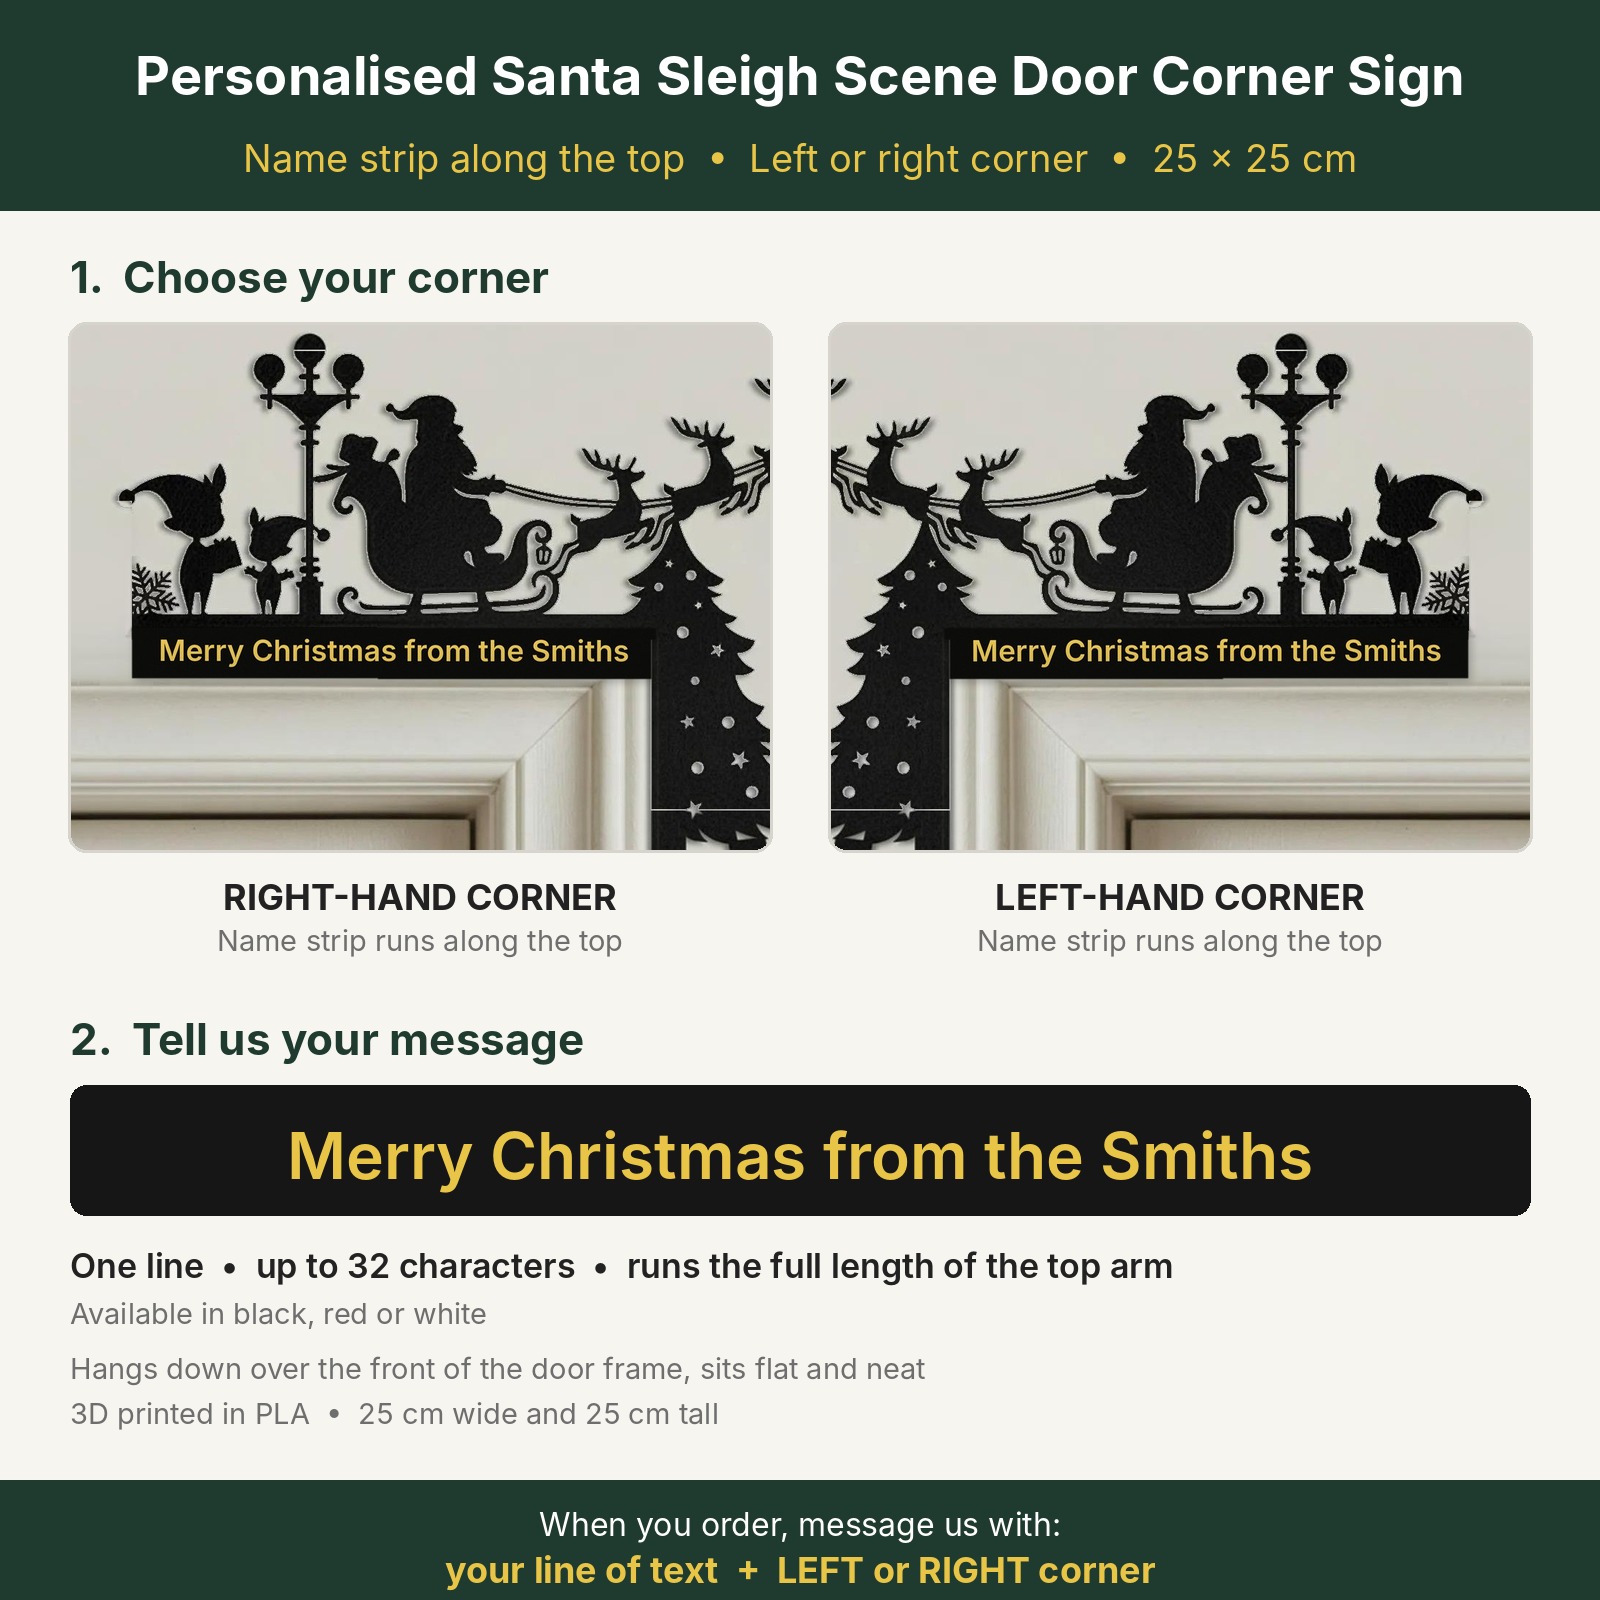 Personalised Santa Sleigh Scene Door Corner Sign
Name strip along the top • Left or right corner • 25 × 25 cm
1. Choose your corner
Merry Christmas from the Smiths
Merry Christmas from the Smiths
RIGHT-HAND CORNER
Name strip runs along the top
LEFT-HAND CORNER
Name strip runs along the top
2. Tell us your message
Merry Christmas from the Smiths
One line • up to 32 characters • runs the full length of the top arm
Available in black, red or white
Hangs down over the front of the door frame, sits flat and neat
3D printed in PLA • 25 cm wide and 25 cm tall
When you order, message us with:
your line of text + LEFT or RIGHT corner